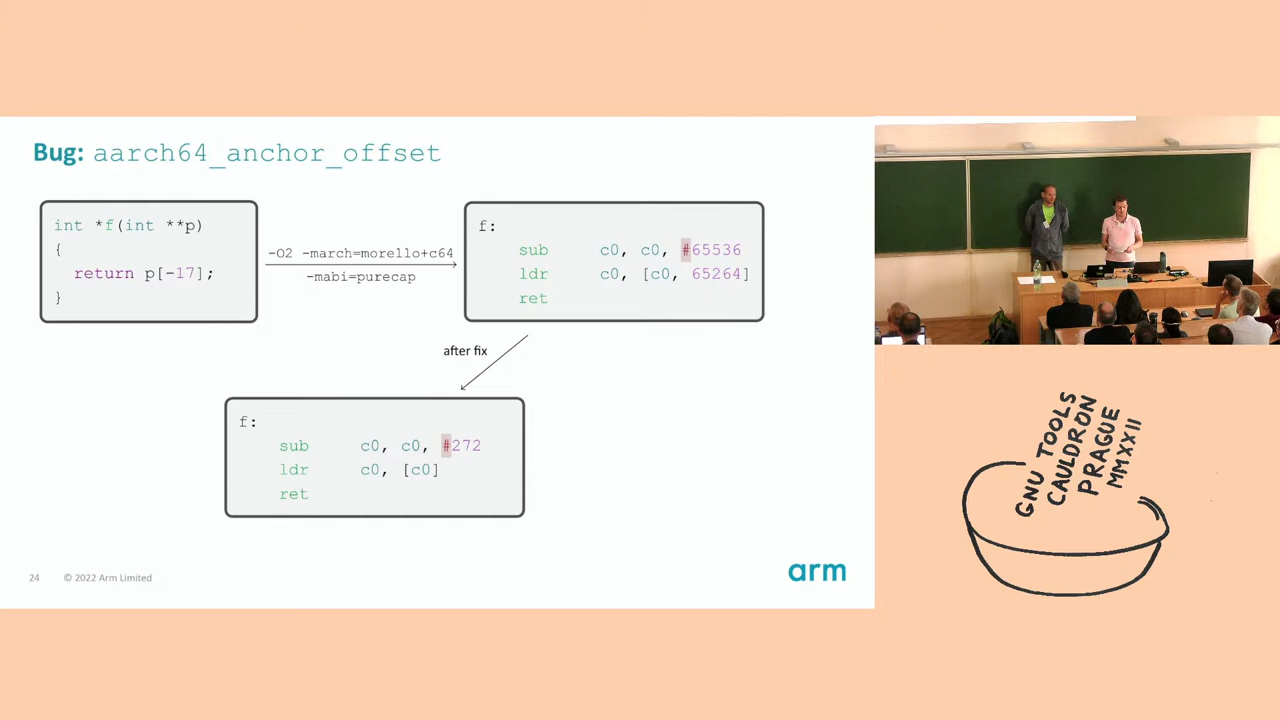 Bug: aarch64_anchor_offset
int *f(int **p)
{
return p[-17];
}
-O2 -march=morello+c64
-mabi=purecap
f:
sub c0, c0, #65536
ldr c0, [c0, 65264]
ret
after fix
f:
sub c0, c0, #272
ldr c0, [c0]
ret
24 © 2022 Arm Limited
arm
GNU TOOLS
CAULDRON
PRAGUE
MMXXII